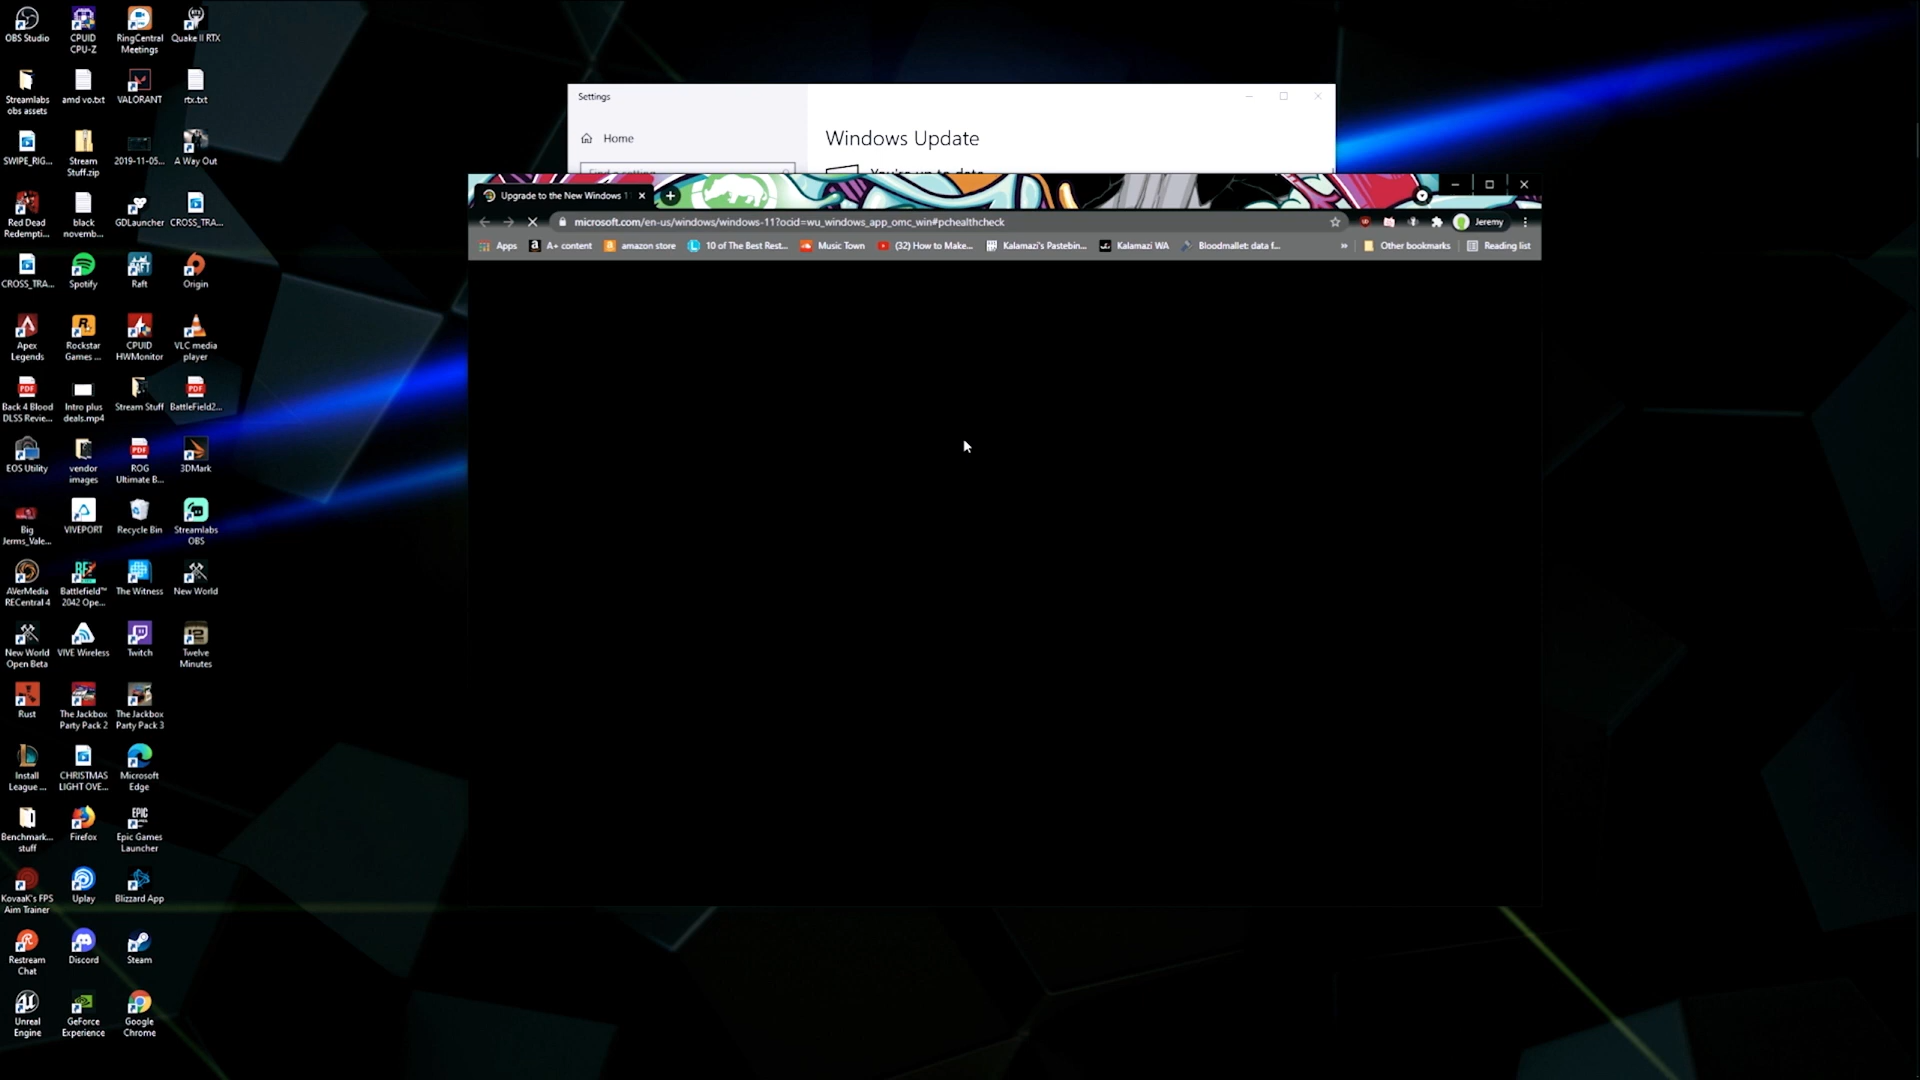 OBS Studio
CPUID
CPU-Z
RingCentral
Meetings
Quake II RTX
Streamlabs
obs assets
amd vo.txt
VALORANT
rtx.txt
SWIPE_RIG...
Stream
Stuff.zip
2019-11-05...
A Way Out
Red Dead
Redempti...
black
novemb...
GDLauncher
CROSS_TRA...
CROSS_TRA...
Spotify
Raft
Origin
Apex
Legends
Rockstar
Games ...
CPUID
HWMonitor
VLC media
player
Back 4 Blood
DLSS Revie...
Intro plus
deals.mp4
Stream Stuff
BattleField2...
EOS Utility
vendor
images
ROG
Ultimate B...
3DMark
Big
Jerms_Vale...
VIVEPORT
Recycle Bin
Streamlabs
OBS
AVerMedia
RECentral 4
Battlefield™
2042 Ope...
The Witness
New World
New World
Open Beta
VIVE Wireless
Twitch
Twelve
Minutes
Rust
The Jackbox
Party Pack 2
The Jackbox
Party Pack 3
Install
League ...
CHRISTMAS
LIGHT OVE...
Microsoft
Edge
Benchmark...
stuff
Firefox
Epic Games
Launcher
KovaaK's FPS
Aim Trainer
Uplay
Blizzard App
Restream
Chat
Discord
Steam
Unreal
Engine
GeForce
Experience
Google
Chrome
Settings
Home
Windows Update
You're up to date
Upgrade to the New Windows 1
microsoft.com/en-us/windows/windows-11?ocid=wu_windows_app_omc_win#pchealthcheck
Jeremy
Apps
A+ content
amazon store
10 of The Best Rest...
Music Town
(32) How to Make...
Kalamazi's Pastebin...
Kalamazi WA
Bloodmallet: data f...
»
Other bookmarks
Reading list